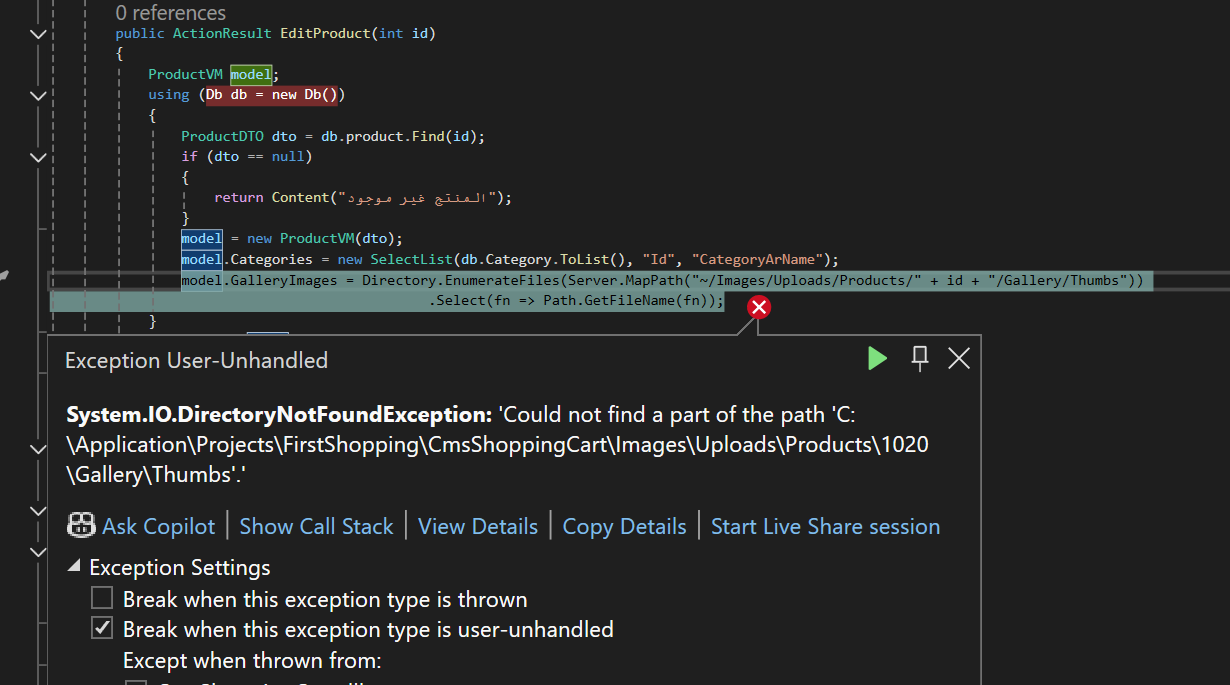 0 references
public ActionResult EditProduct(int id)
{
ProductVM model;
using (Db db = new Db())
{
ProductDTO dto = db.product.Find(id);
if (dto == null)
{
return Content("المنتج غير موجود");
}
model = new ProductVM(dto);
model.Categories = new SelectList(db.Category.ToList(), "Id", "CategoryArName");
model.GalleryImages = Directory.EnumerateFiles(Server.MapPath("~/Images/Uploads/Products/" + id + "/Gallery/Thumbs"))
.Select(fn => Path.GetFileName(fn));
}
Exception User-Unhandled
System.IO.DirectoryNotFoundException: 'Could not find a part of the path 'C:
\Application\Projects\FirstShopping\CmsShoppingCart\Images\Uploads\Products\1020
\Gallery\Thumbs'.'
Ask Copilot | Show Call Stack | View Details | Copy Details | Start Live Share session
Exception Settings
Break when this exception type is thrown
Break when this exception type is user-unhandled
Except when thrown from: